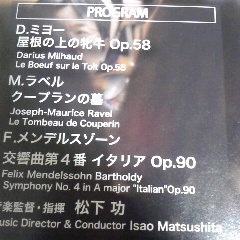 PROGRAM
D.ミヨー
屋根の上の牝牛 Op.58
Darius Milhaud
Le Boeuf sur le Toit Op.58
M.ラベル
クープランの墓
Joseph-Maurice Ravel
Le Tombeau de Couperin
F.メンデルスゾーン
交響曲第4番 イタリア Op.90
Felix Mendelssohn Bartholdy
Symphony No. 4 in A major "Italian"Op.90
音楽監督・指揮 松下 功
Music Director & Conductor Isao Matsushita